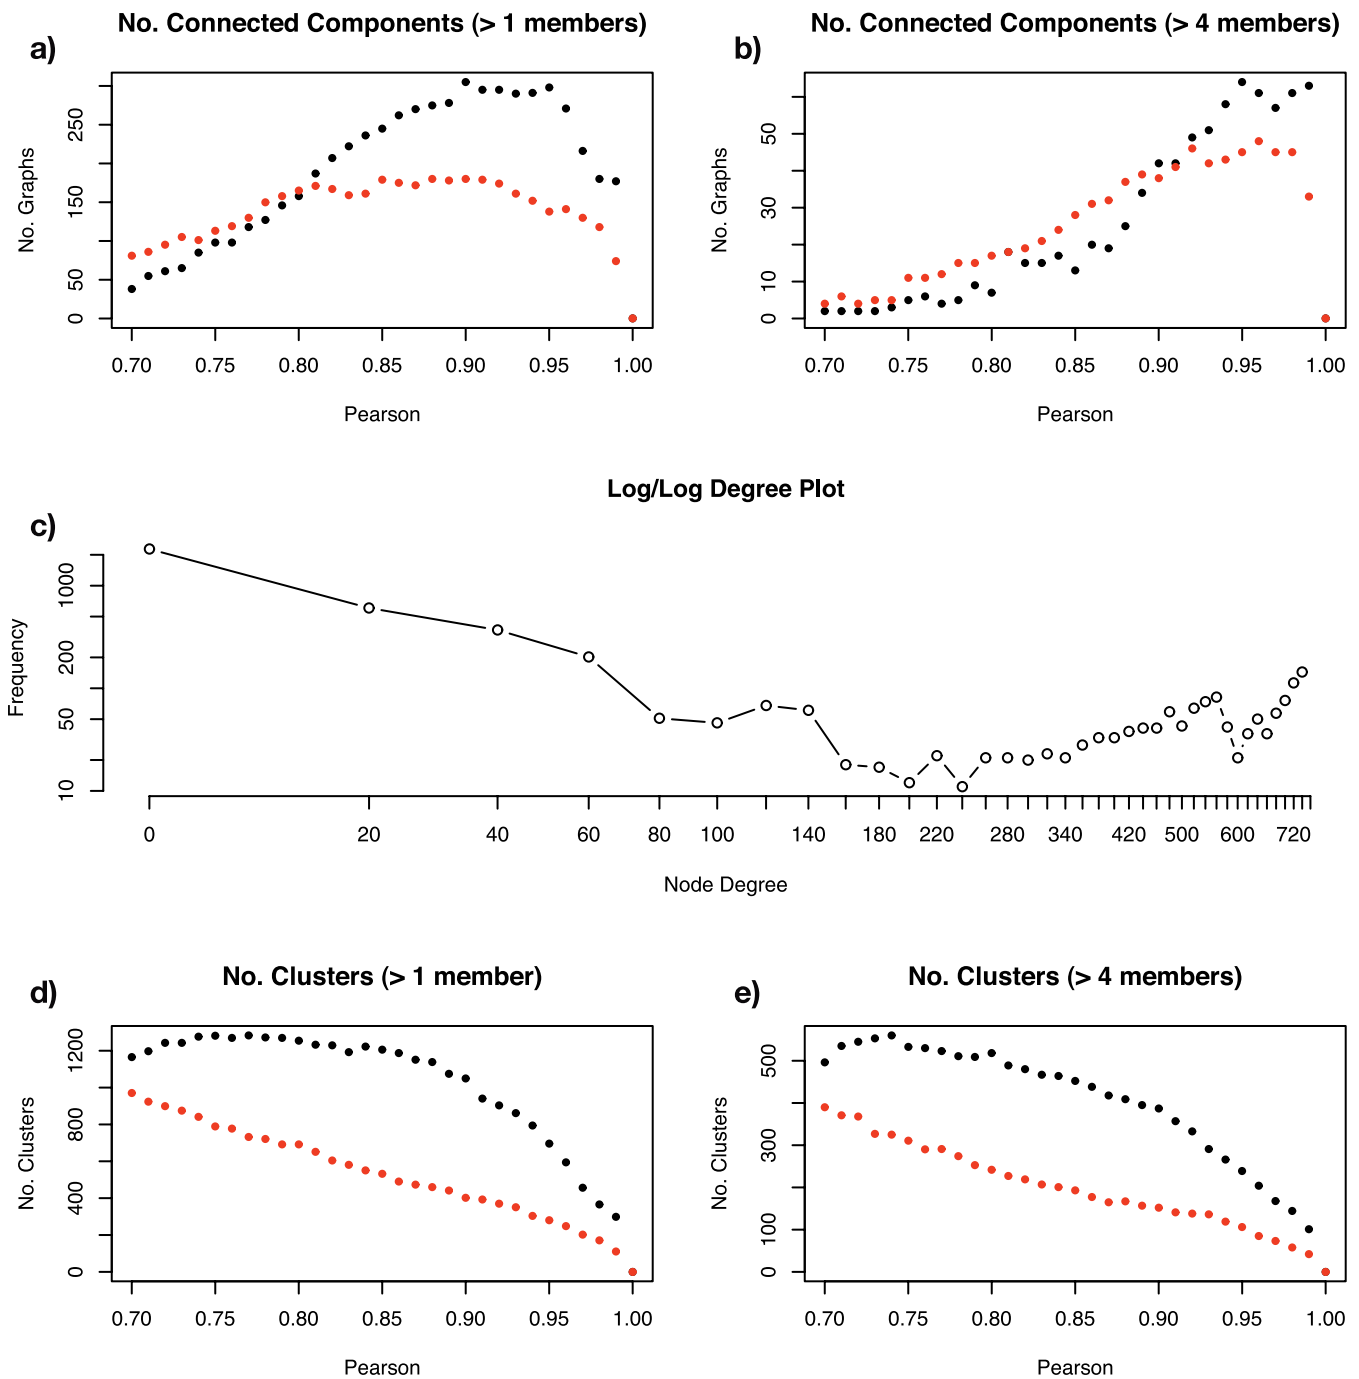 No. Connected Components (> 1 members)
No. Connected Components (> 4 members)
a)
b)
No. Graphs
0 50 150 250
0.70 0.75 0.80 0.85 0.90 0.95 1.00
Pearson
No. Graphs
0 10 30 50
0.70 0.75 0.80 0.85 0.90 0.95 1.00
Pearson
Log/Log Degree Plot
c)
Frequency
10 50 200 1000
0 20 40 60 80 100 140 180 220 280 340 420 500 600 720
Node Degree
No. Clusters (> 1 member)
No. Clusters (> 4 members)
d)
e)
No. Clusters
0 400 800 1200
0.70 0.75 0.80 0.85 0.90 0.95 1.00
Pearson
No. Clusters
0 100 300 500
0.70 0.75 0.80 0.85 0.90 0.95 1.00
Pearson